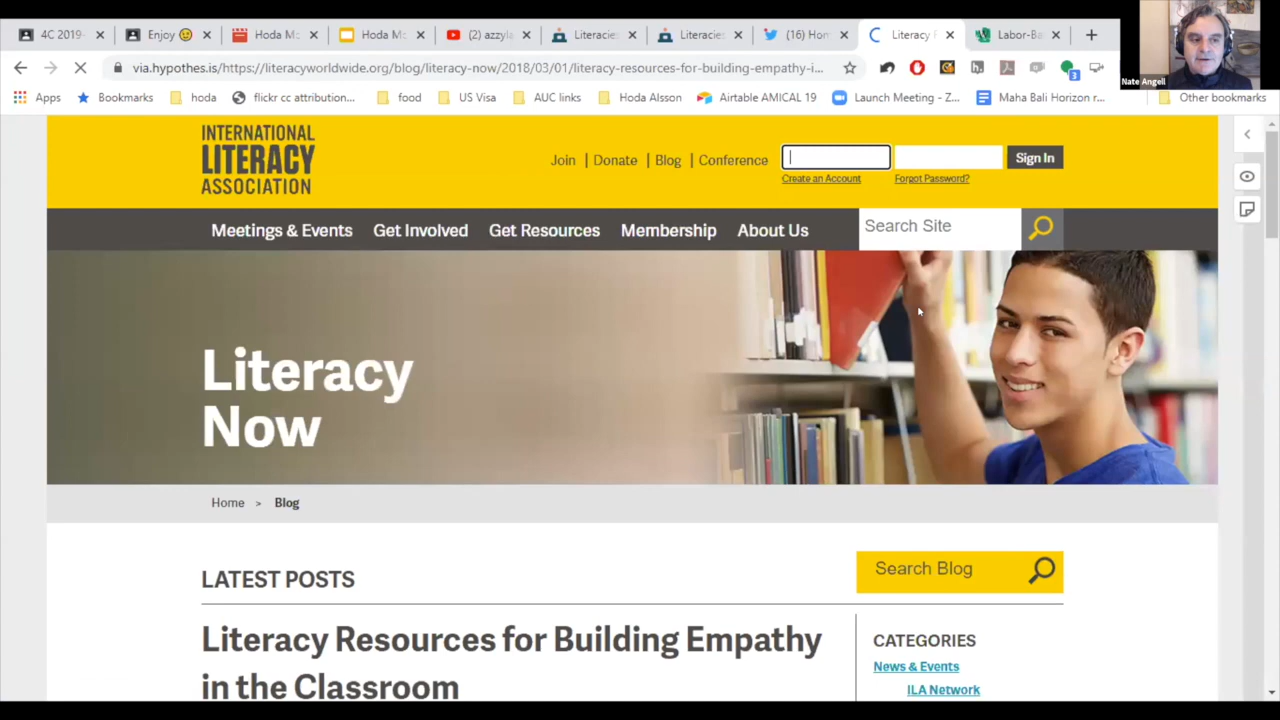 4C 2019-
Enjoy
Hoda Mo
Hoda Mo
(2) azzyla
Literacie
Literacie
(16) Hom
Literacy
Labor-Ba
via.hypothes.is/https://literacyworldwide.org/blog/literacy-now/2018/03/01/literacy-resources-for-building-empathy-i...
3
Nate Angell
Apps
Bookmarks
hoda
flickr cc attribution...
food
US Visit
AUC links
Hoda Alsson
Airtable AMICAL 19
Launch Meeting - Z...
Maha Bali Horizon r...
Other bookmarks
INTERNATIONAL
LITERACY
ASSOCIATION
Join | Donate | Blog | Conference
Sign In
Create an Account
Forgot Password?
Meetings & Events
Get Involved
Get Resources
Membership
About Us
Search Site
Literacy
Now
Home > Blog
LATEST POSTS
Search Blog
Literacy Resources for Building Empathy
in the Classroom
CATEGORIES
News & Events
ILA Network